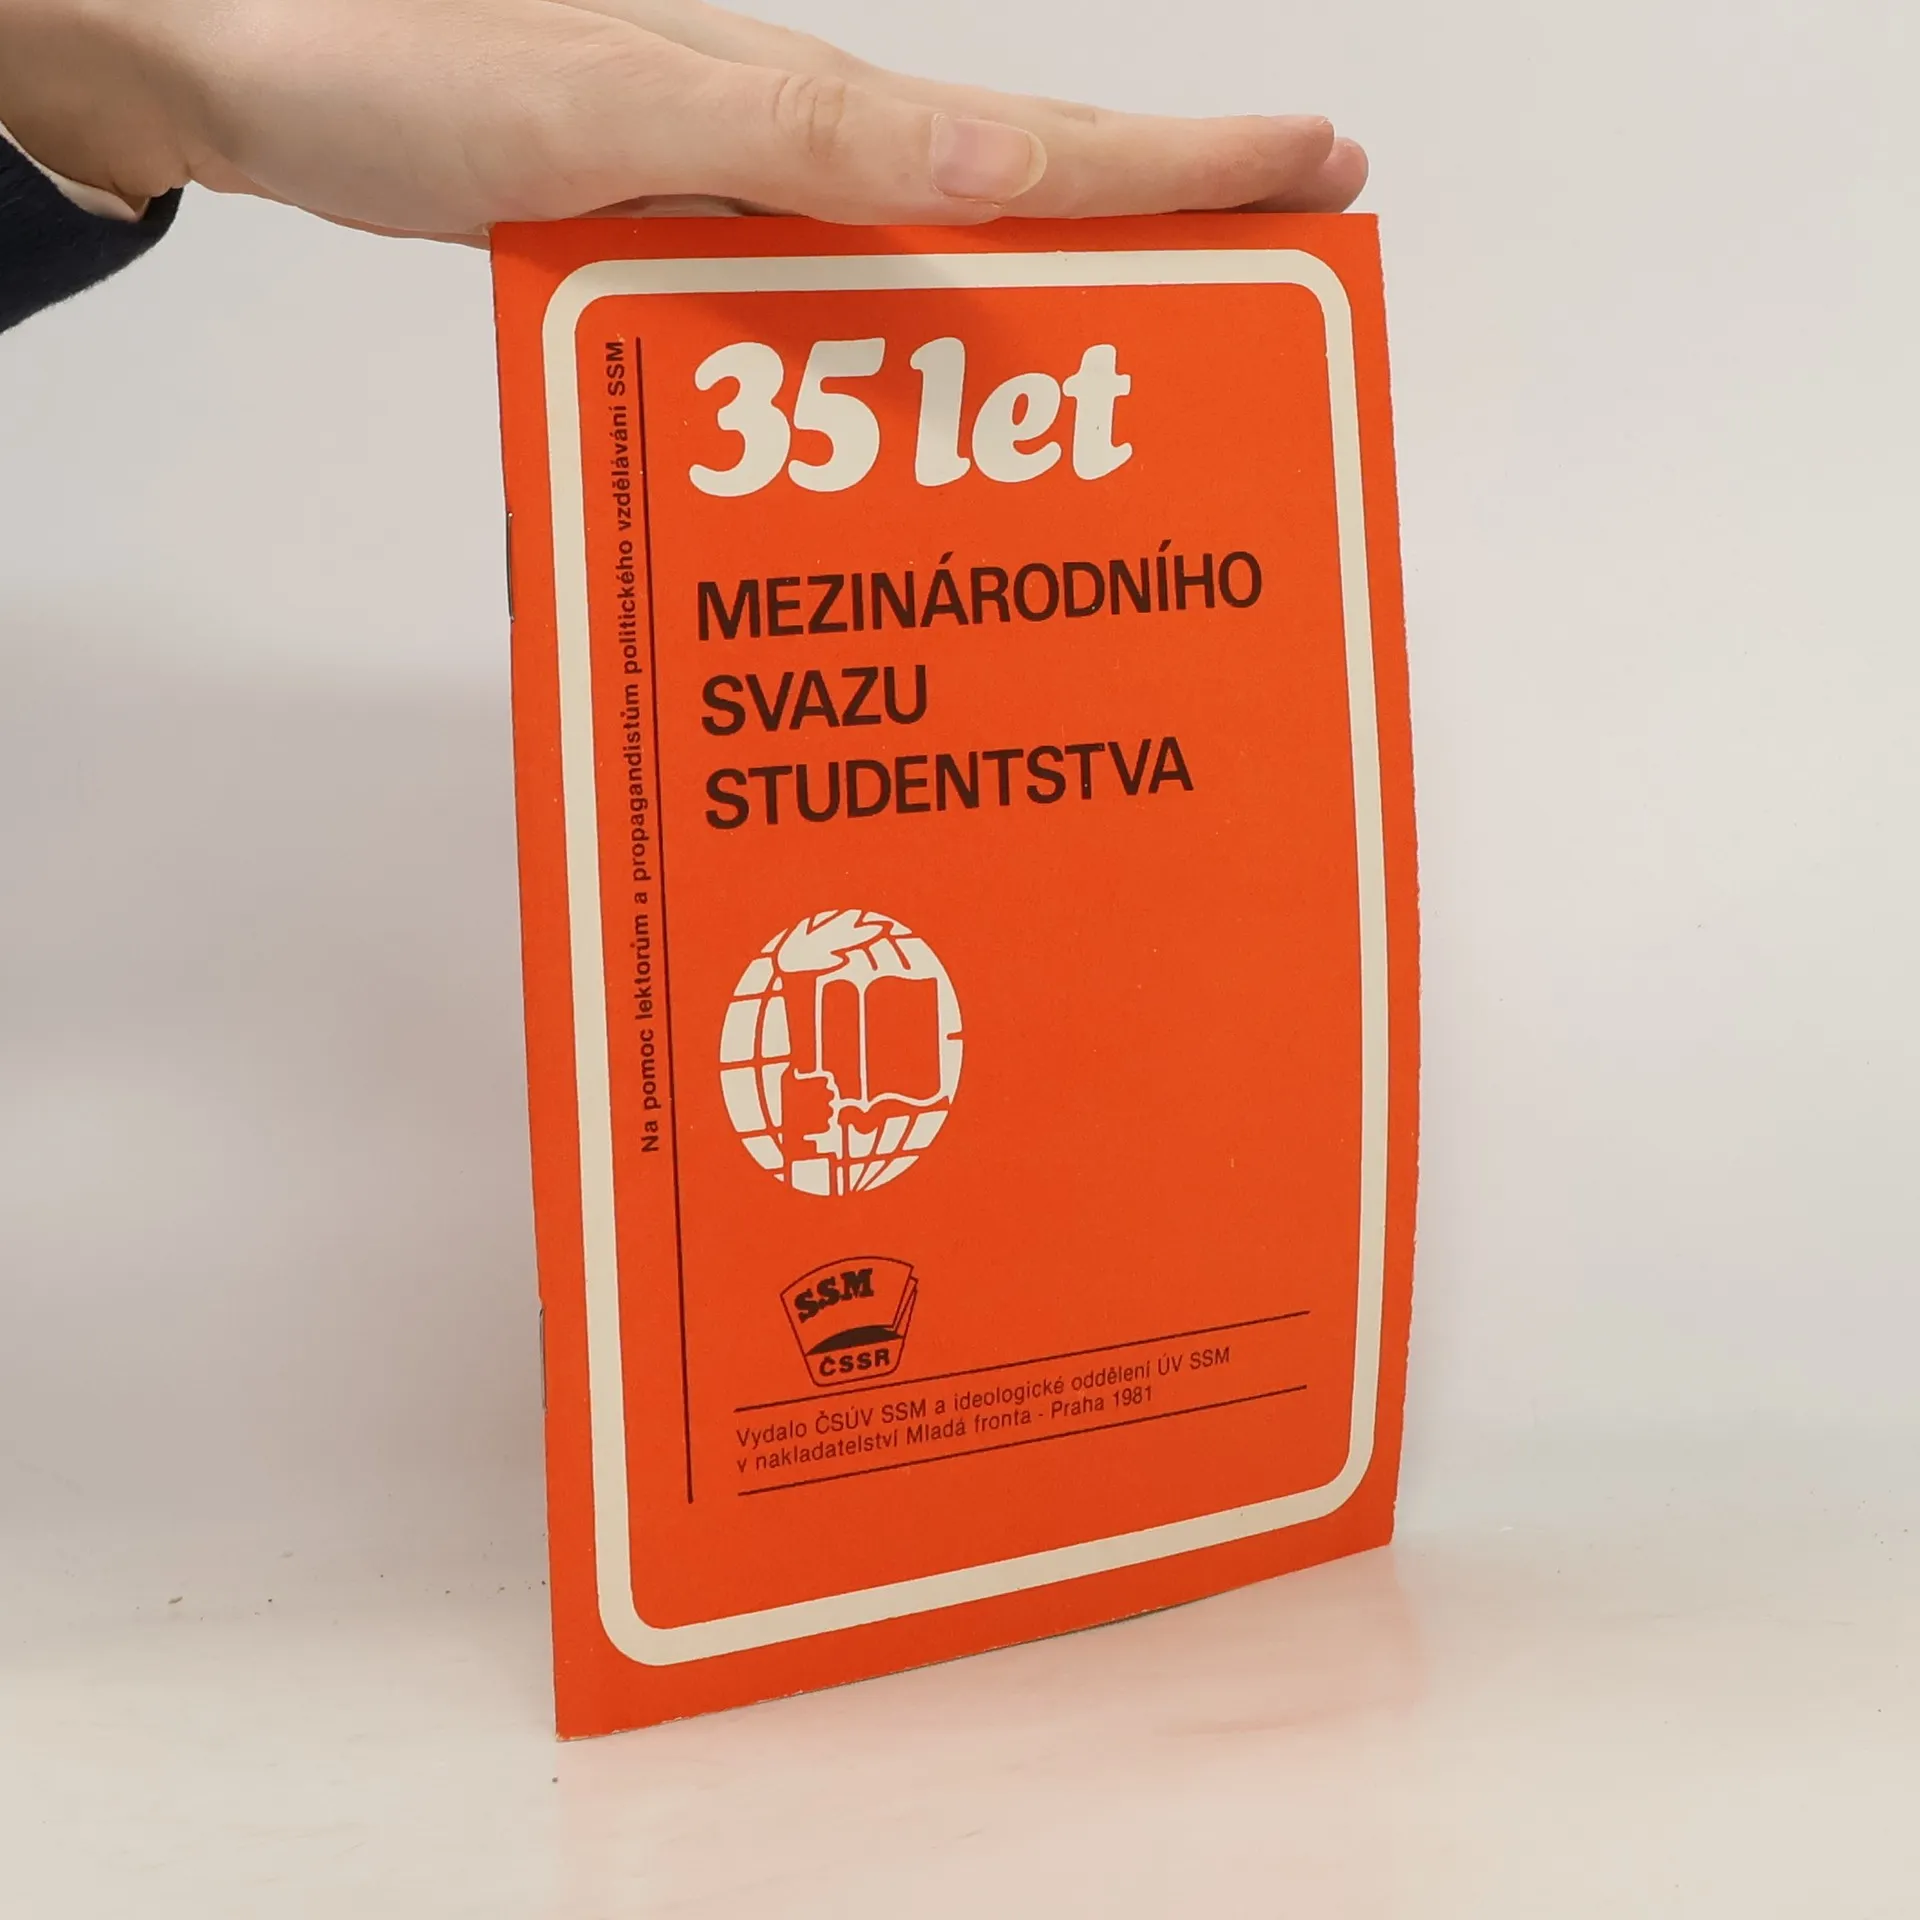 Na pomoc lektorům a propagandistům politického vzdělávání SSM
35 let
MEZINÁRODNÍHO
SVAZU
STUDENTSTVA
SSM
ČSSR
Vydalo ČSÚV SSM a ideologické oddělení ÚV SSM
v nakladatelství Mladá fronta - Praha 1981